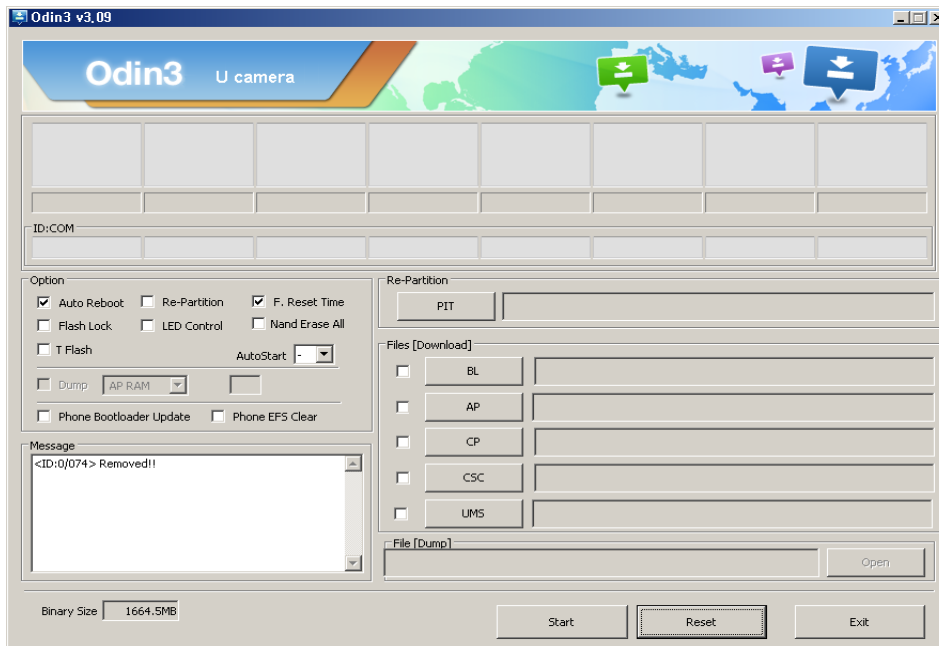 Odin3 v3.09
Odin3 U camera
ID:COM
Option
Auto Reboot Re-Partition F. Reset Time
Flash Lock LED Control Nand Erase All
T Flash AutoStart -
Dump AP RAM
Phone Bootloader Update Phone EFS Clear
Message
<ID:0/074> Removed!!
Re-Partition
PIT
Files [Download]
BL
AP
CP
CSC
UMS
File [Dump]
Open
Binary Size 1664.5MB
Start Reset Exit